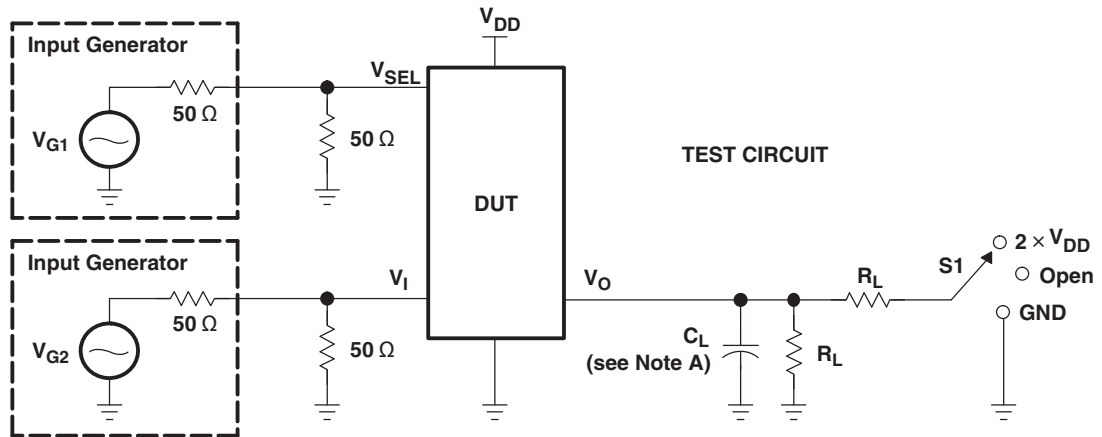 V_DD
Input Generator
V_SEL
50 Ω
V_G1
50 Ω
TEST CIRCUIT
DUT
Input Generator
V_I
50 Ω
V_G2
50 Ω
V_O
R_L
S1
2 × V_DD
Open
GND
C_L
(see Note A)
R_L